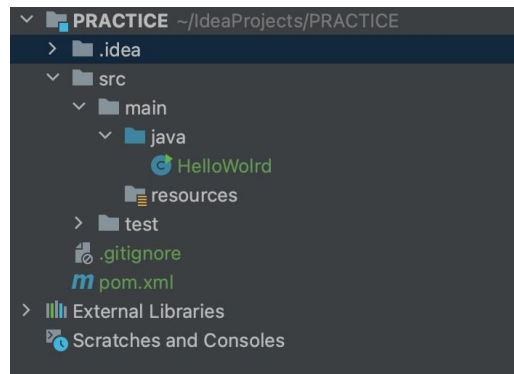 PRACTICE ~/IdeaProjects/PRACTICE
.idea
src
main
java
HelloWolrd
resources
test
.gitignore
pom.xml
External Libraries
Scratches and Consoles